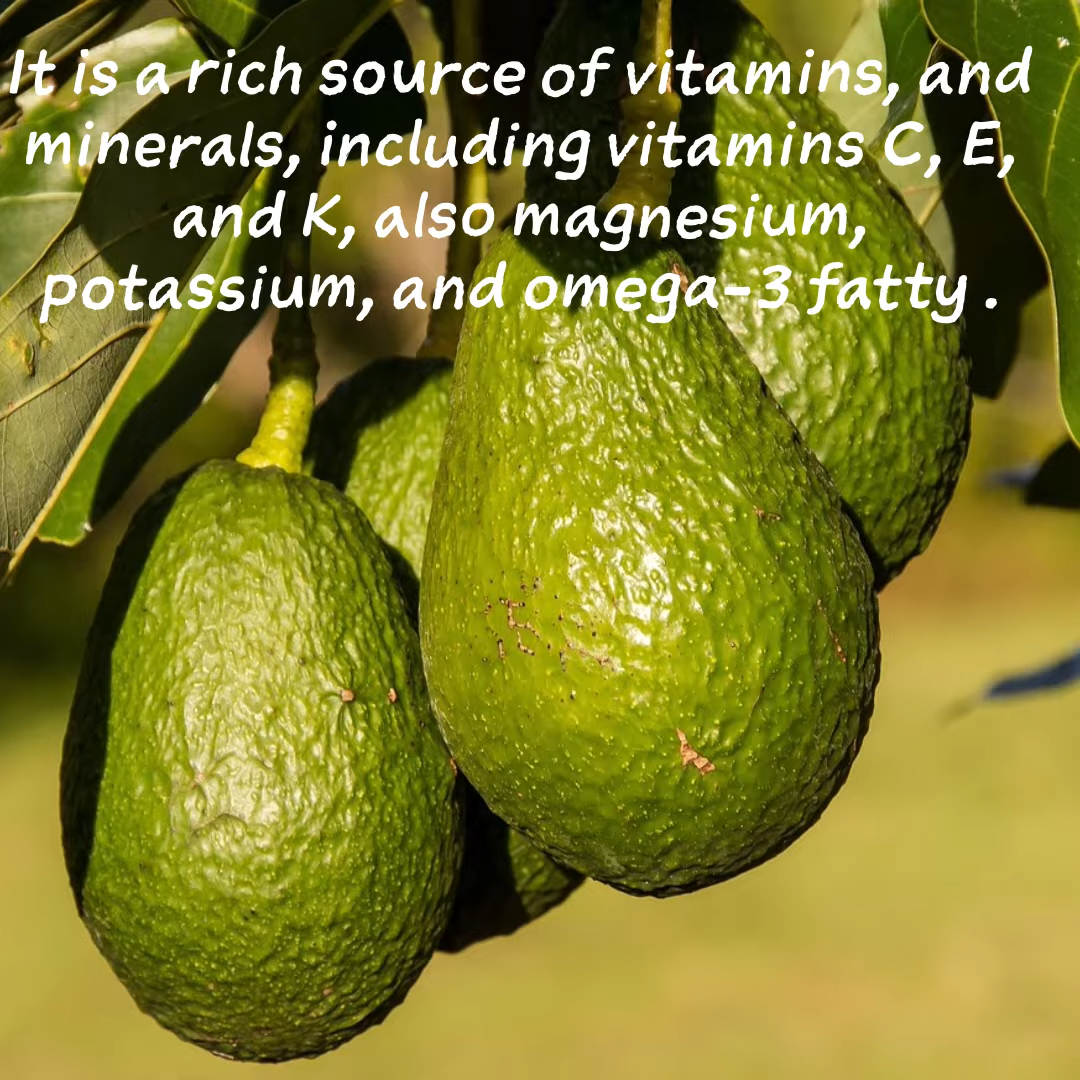 It is a rich source of vitamins, and
minerals, including vitamins C, E,
and K, also magnesium,
potassium, and omega-3 fatty .